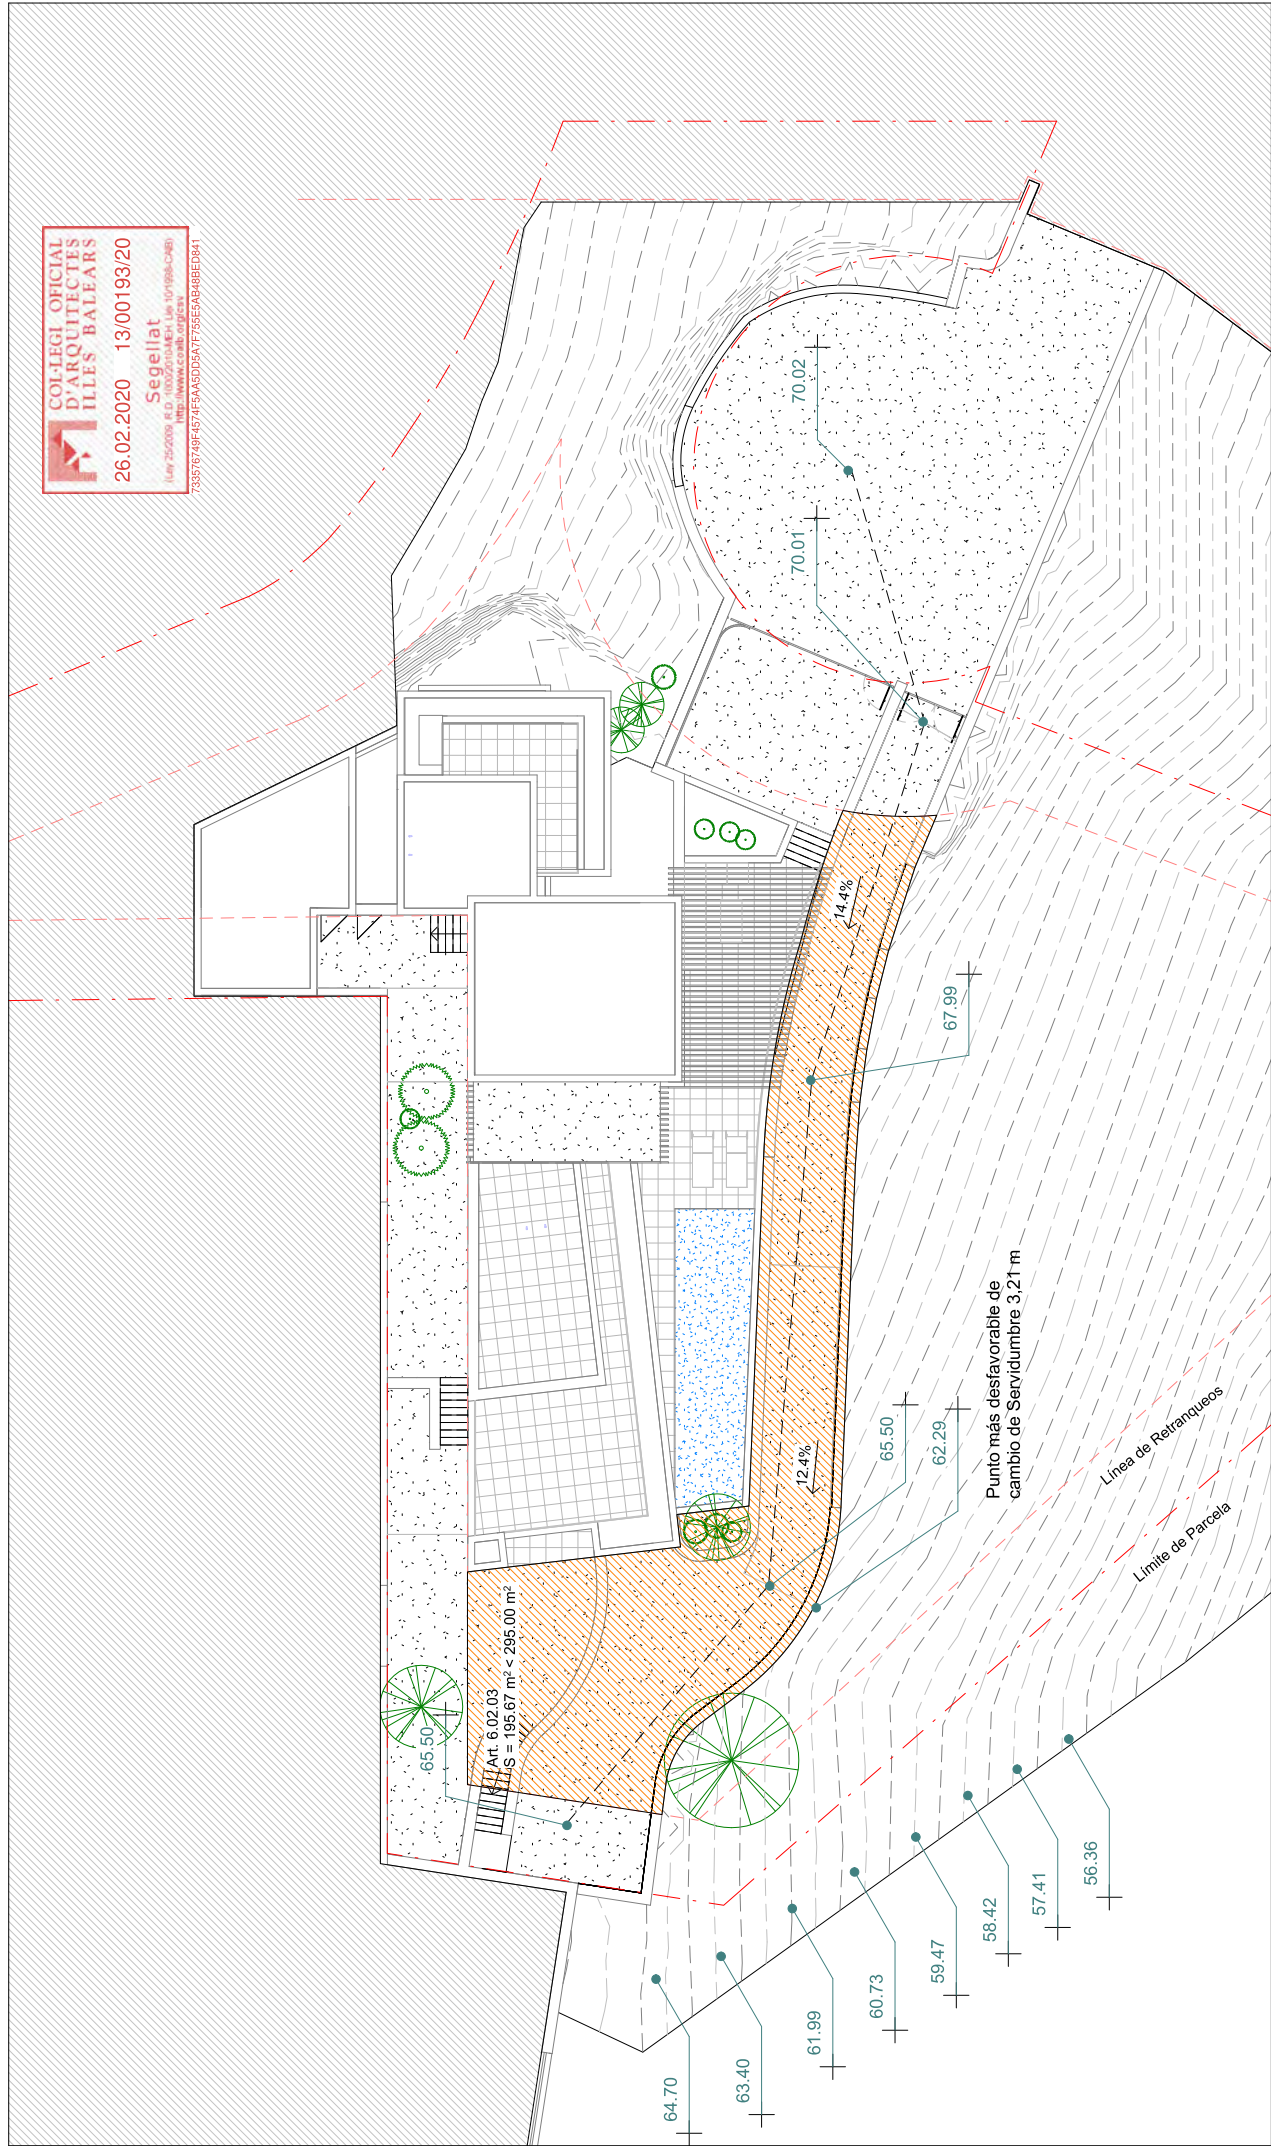 COL·LEGI OFICIAL
D'ARQUITECTES
ILLES BALEARS
26.02.2020 13/00193/20
Segellat
http://www.coaib.org/csv
70.02
70.01
14.4%
67.99
65.50
62.29
12.4%
Punto más desfavorable de
cambio de Servidumbre 3,21 m
Línea de Retranqueos
Límite de Parcela
Art. 6.02.03
S = 195.67 m² < 295.00 m²
65.50
64.70
63.40
61.99
60.73
59.47
58.42
57.41
56.36